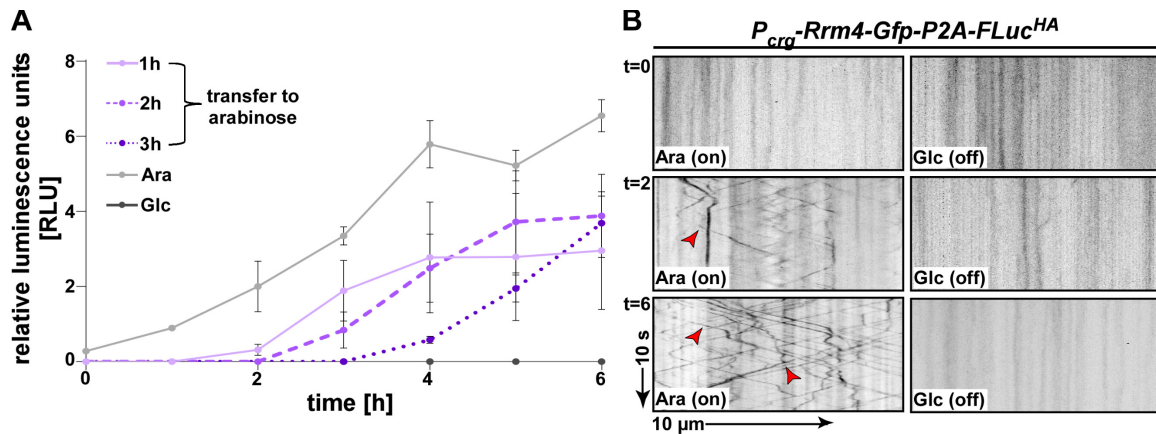 A
relative luminescence units
[RLU]
8
6
4
2
0
0
2
4
6
time [h]
1h
2h
3h
transfer to
arabinose
Ara
Glc
B
Pcrg-Rrm4-Gfp-P2A-FLucHA
t=0
Ara (on)
Glc (off)
t=2
Ara (on)
Glc (off)
t=6
Ara (on)
Glc (off)
10 s
10 µm